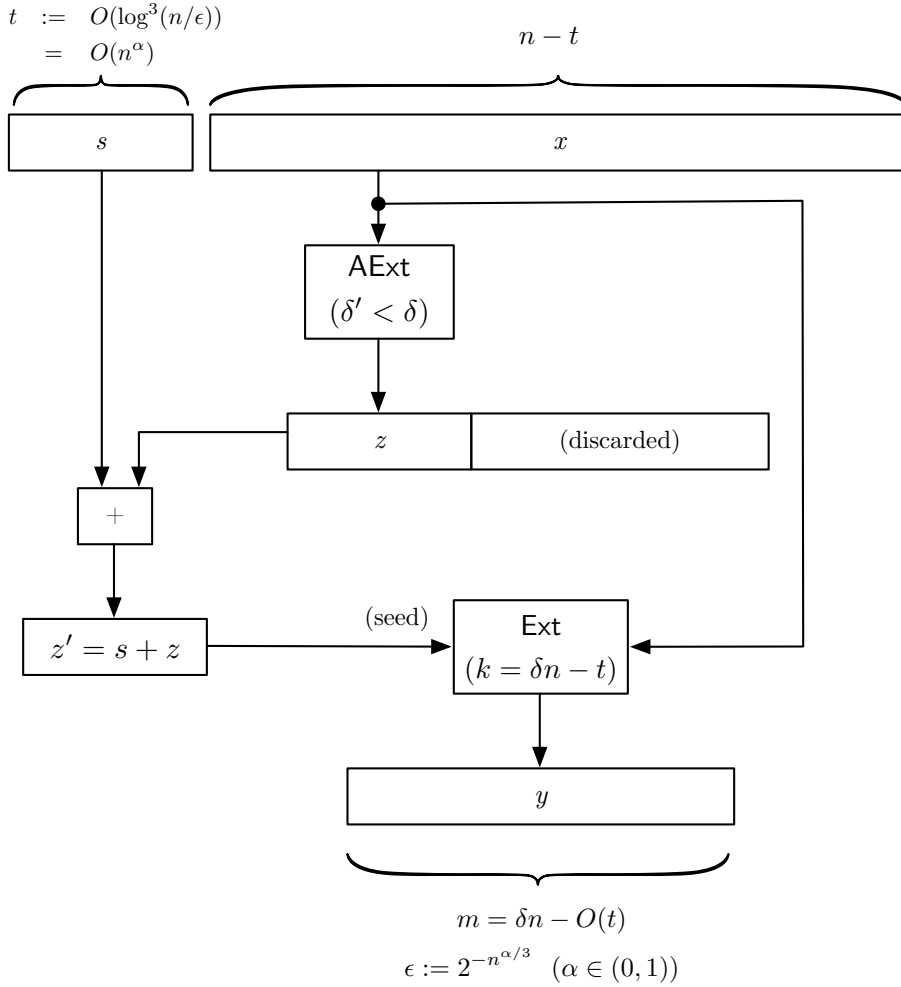 t := O(log³(n/ϵ))
= O(n^α)
n − t
s
x
AExt
(δ′ < δ)
z
(discarded)
+
z′ = s + z
(seed)
Ext
(k = δn − t)
y
m = δn − O(t)
ϵ := 2^{−n^{α/3}} (α ∈ (0, 1))